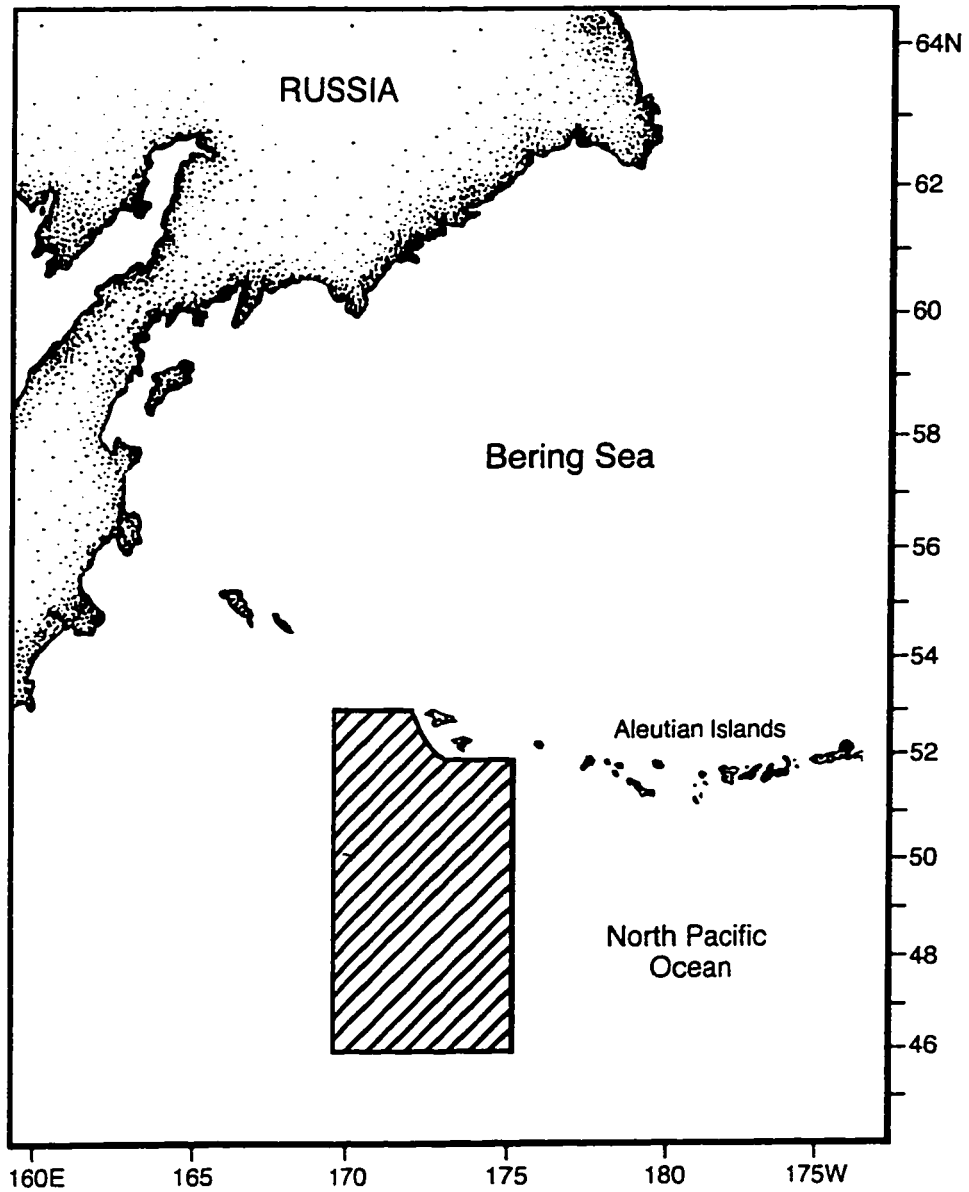 RUSSIA
64N
62
60
58
Bering Sea
56
54
Aleutian Islands
52
50
North Pacific
Ocean
48
46
160E
165
170
175
180
175W